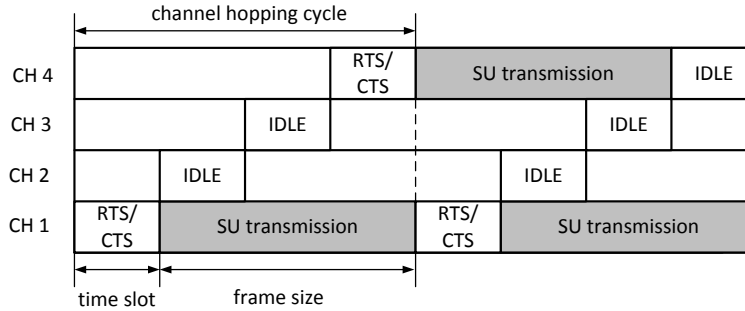 channel hopping cycle
CH 4
RTS/
CTS
SU transmission
IDLE
CH 3
IDLE
IDLE
CH 2
IDLE
IDLE
CH 1
RTS/
CTS
SU transmission
RTS/
CTS
SU transmission
time slot
frame size